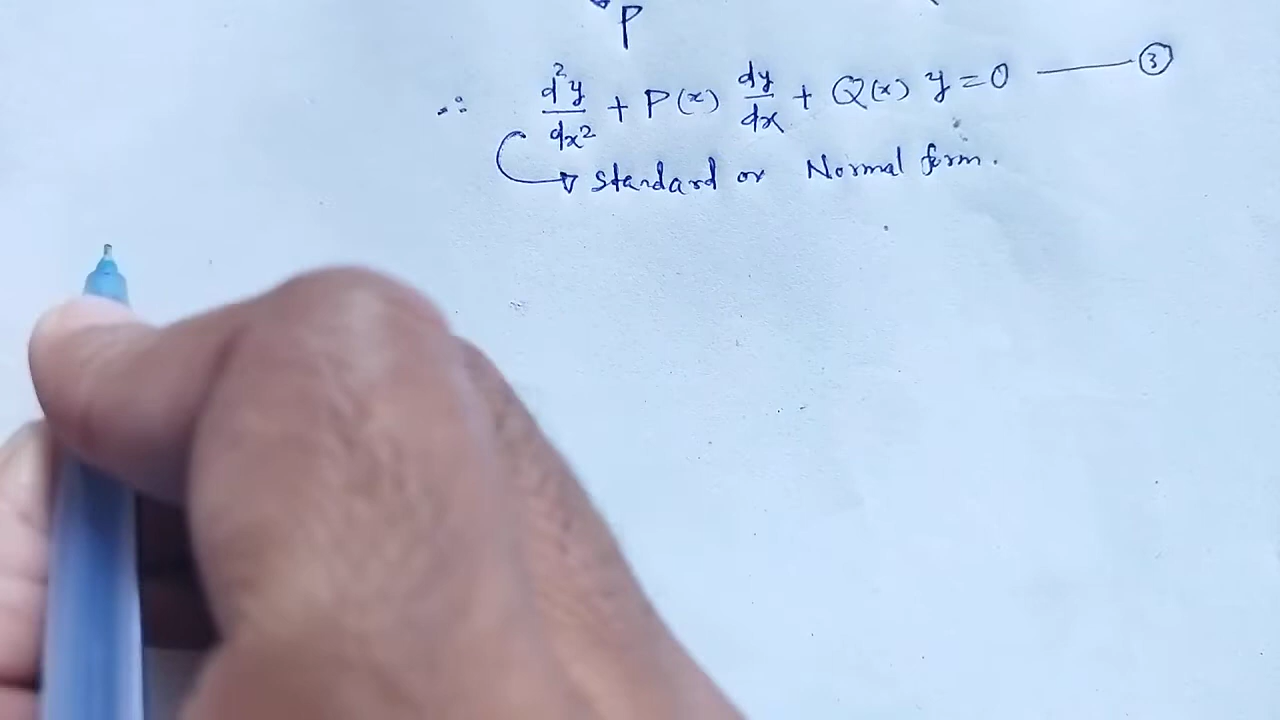 P
∴ d²y/dx² + P(x) dy/dx + Q(x) y = 0 —— ③
Standard or Normal form.